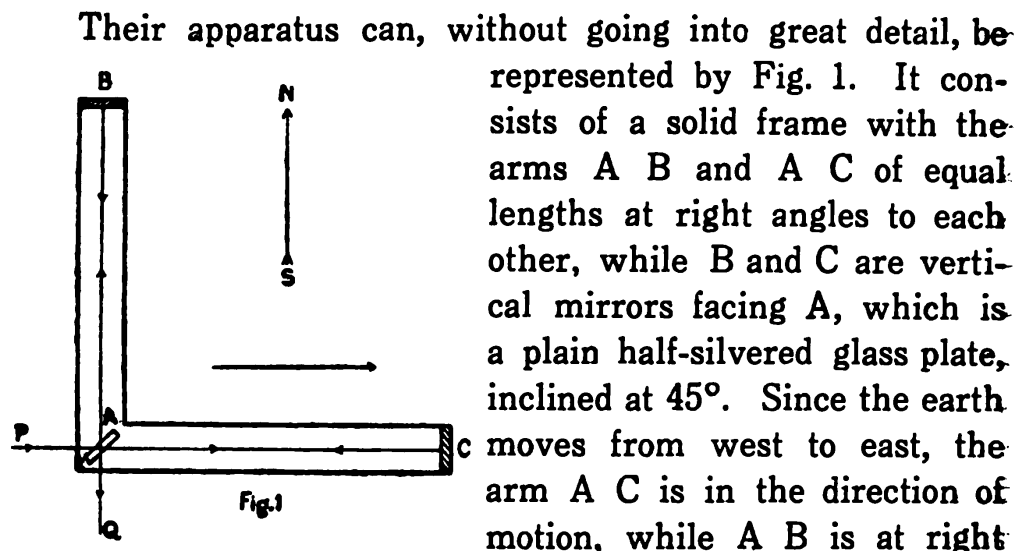 Their apparatus can, without going into great detail, be
represented by Fig. 1. It con-
sists of a solid frame with the
arms A B and A C of equal
lengths at right angles to each
other, while B and C are verti-
cal mirrors facing A, which is
a plain half-silvered glass plate,
inclined at 45°. Since the earth
moves from west to east, the
arm A C is in the direction of
motion, while A B is at right
B
N
S
A
P
C
Fig.1
Q